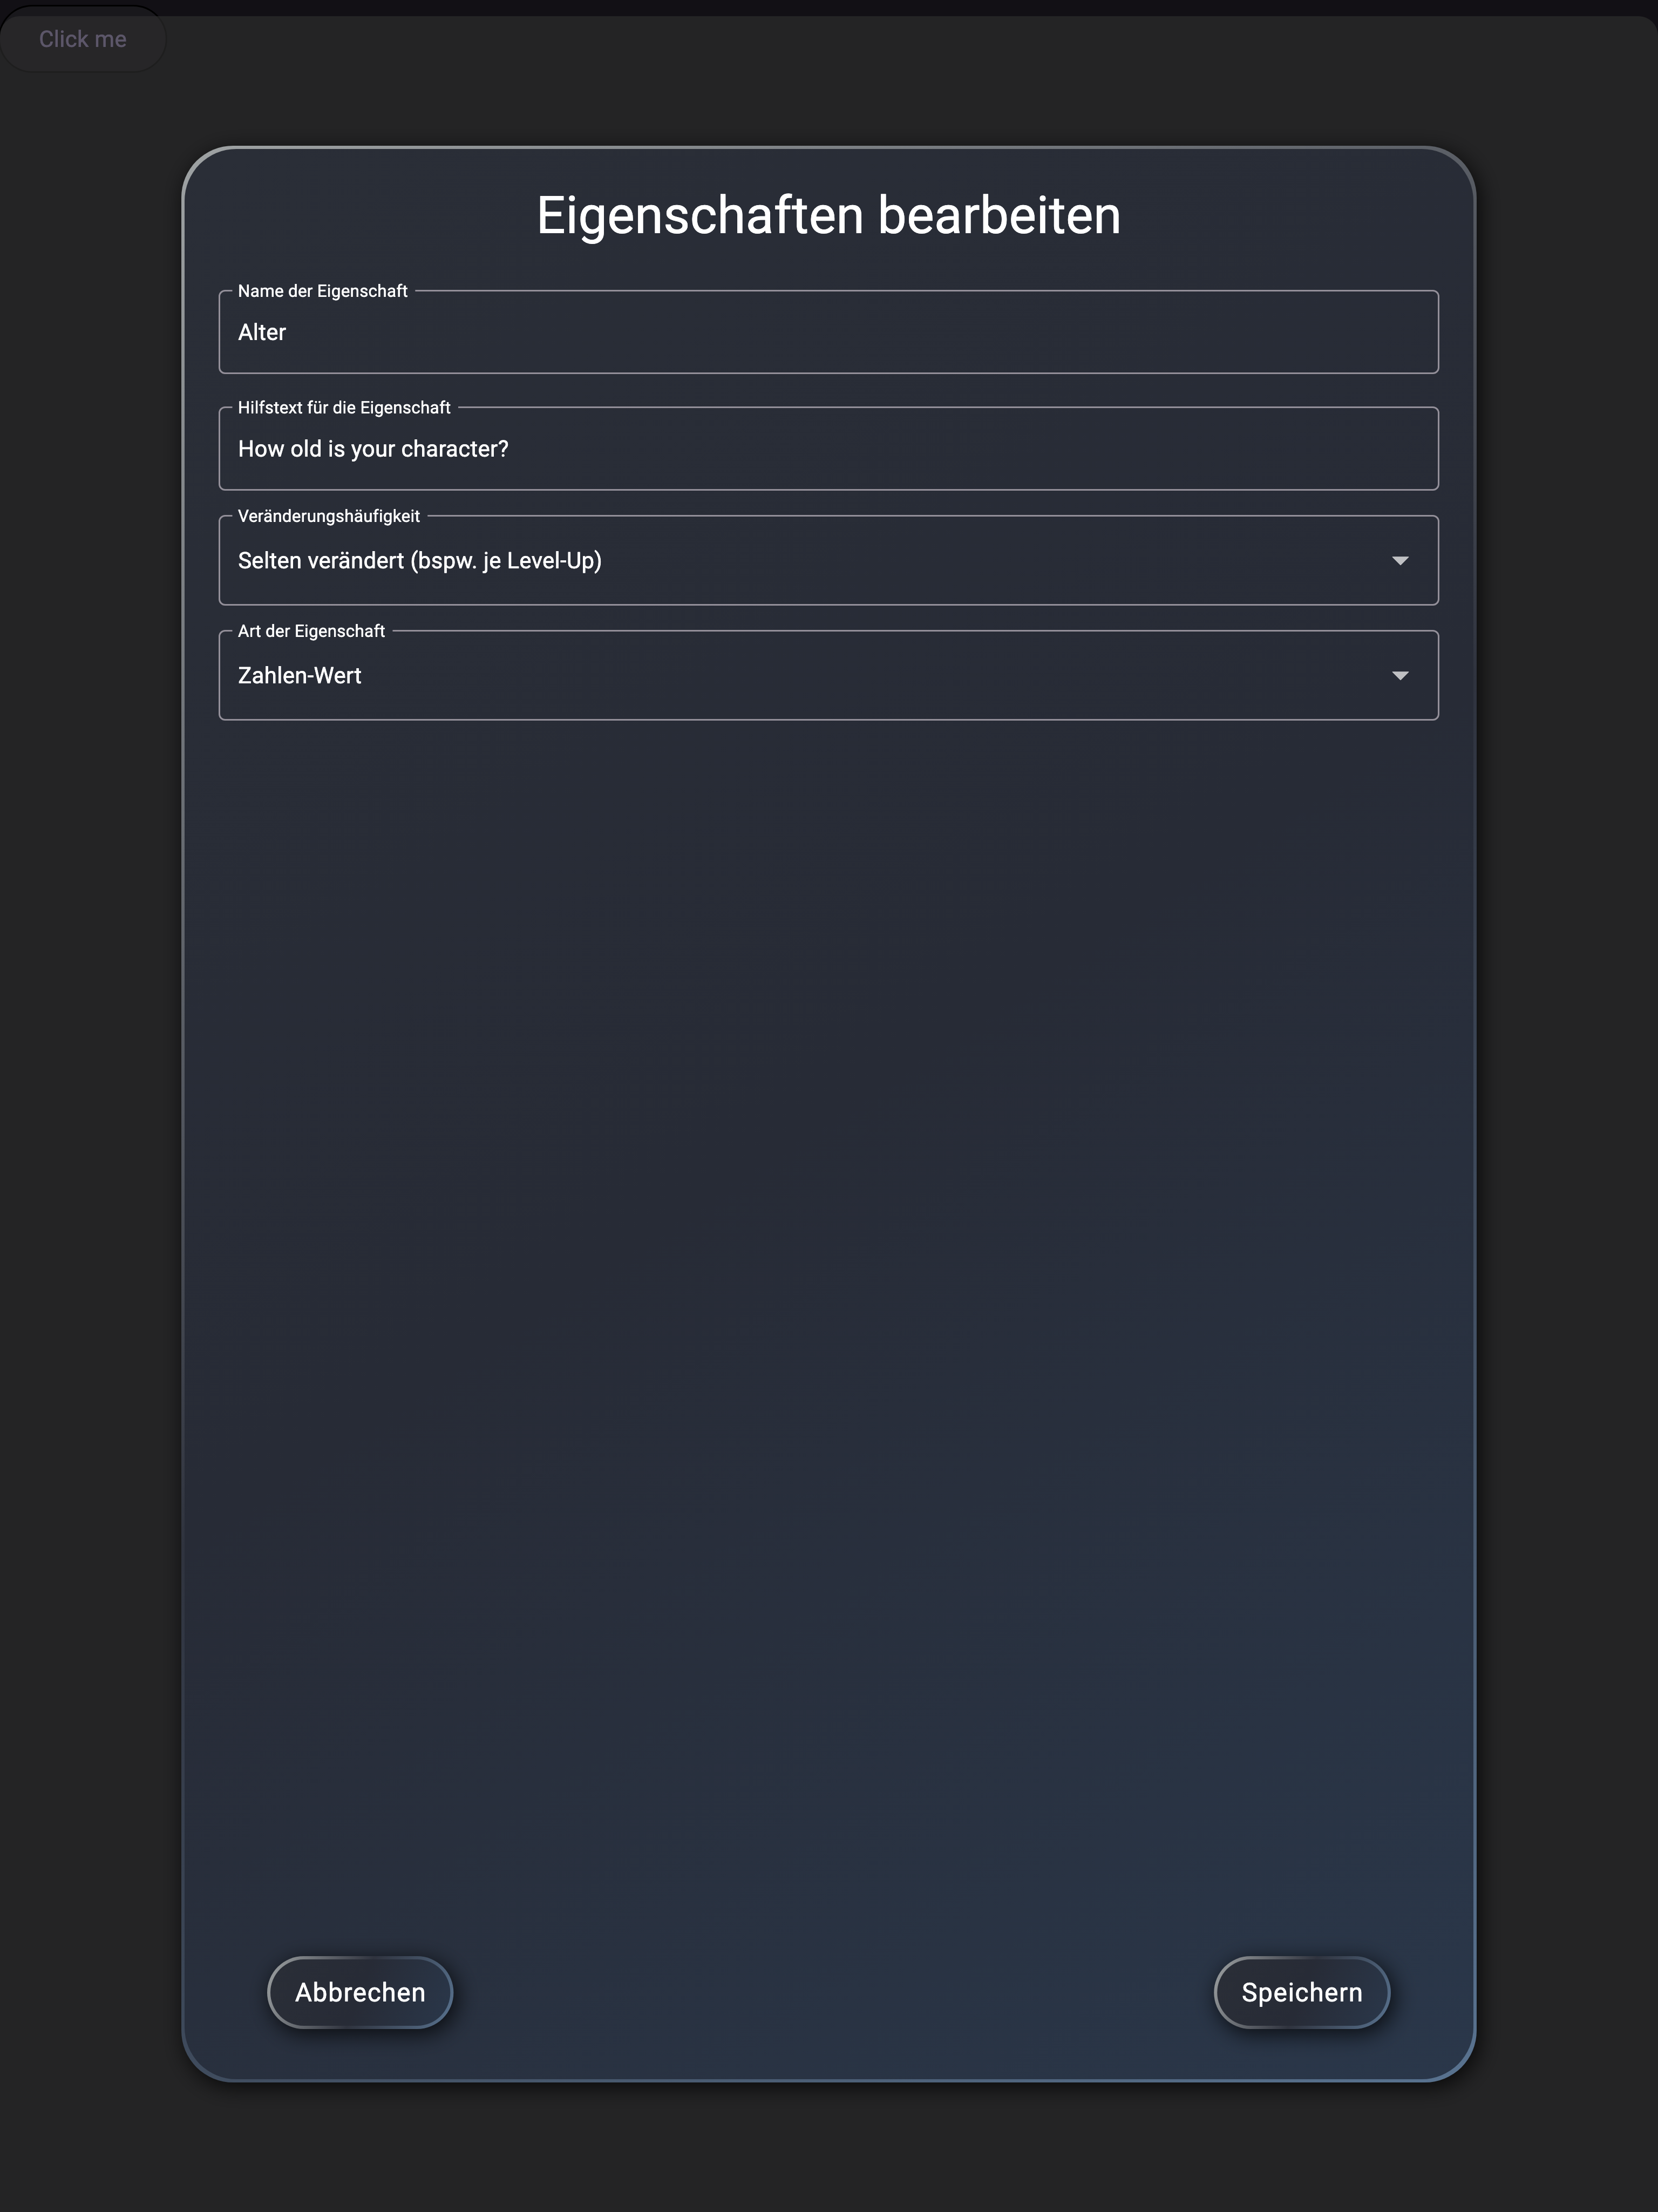 Click me
Eigenschaften bearbeiten
Name der Eigenschaft
Alter
Hilfstext für die Eigenschaft
How old is your character?
Veränderungshäufigkeit
Selten verändert (bspw. je Level-Up)
Art der Eigenschaft
Zahlen-Wert
Abbrechen
Speichern